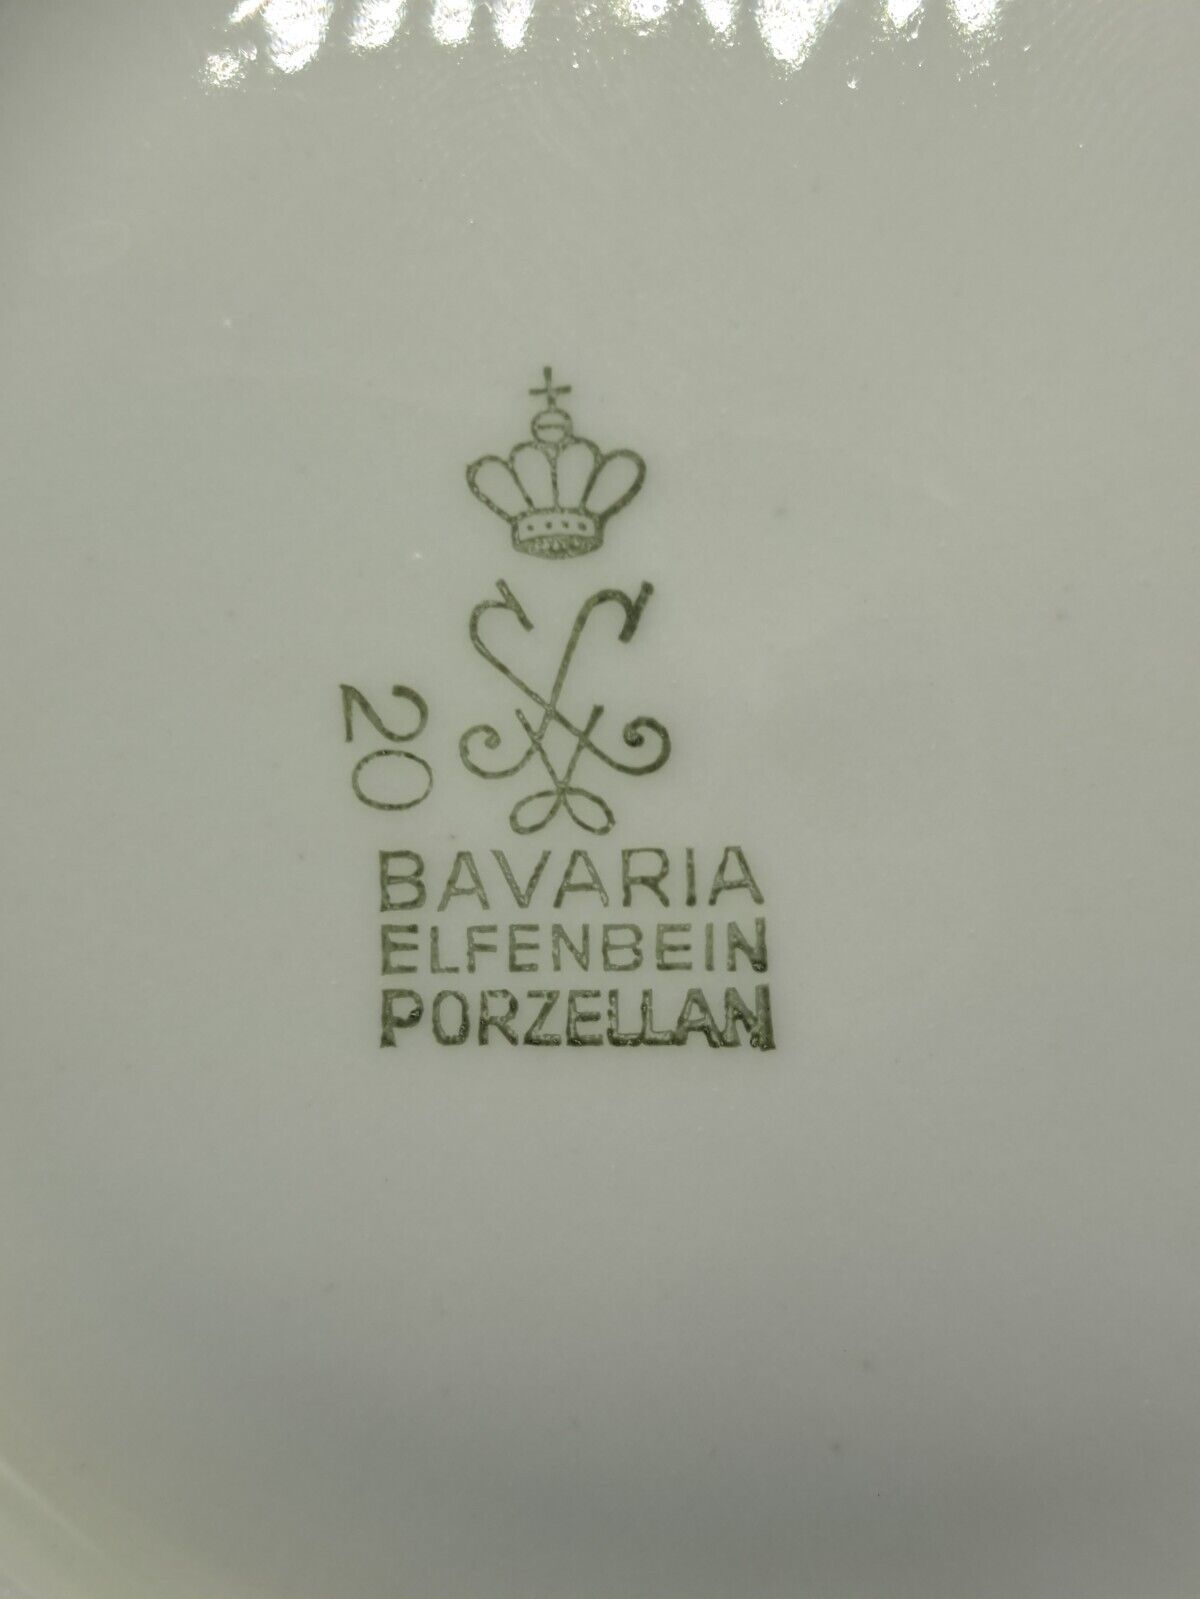 20
BAVARIA
ELFENBEIN
PORZELLAN